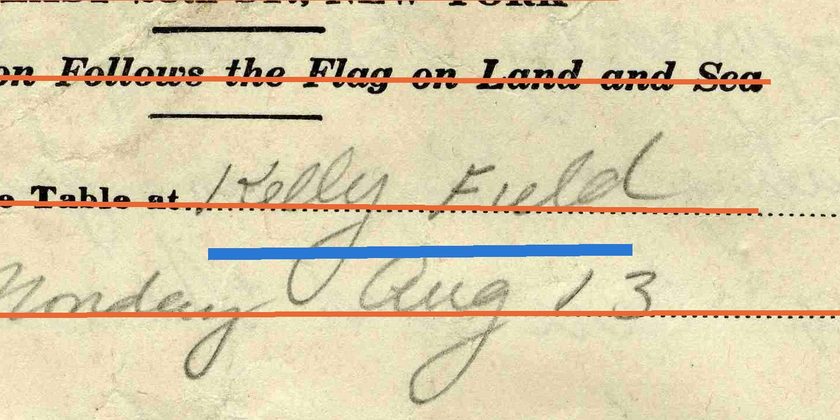 on Follows the Flag on Land and Sea
Table at Kelly Field
Monday Aug 13